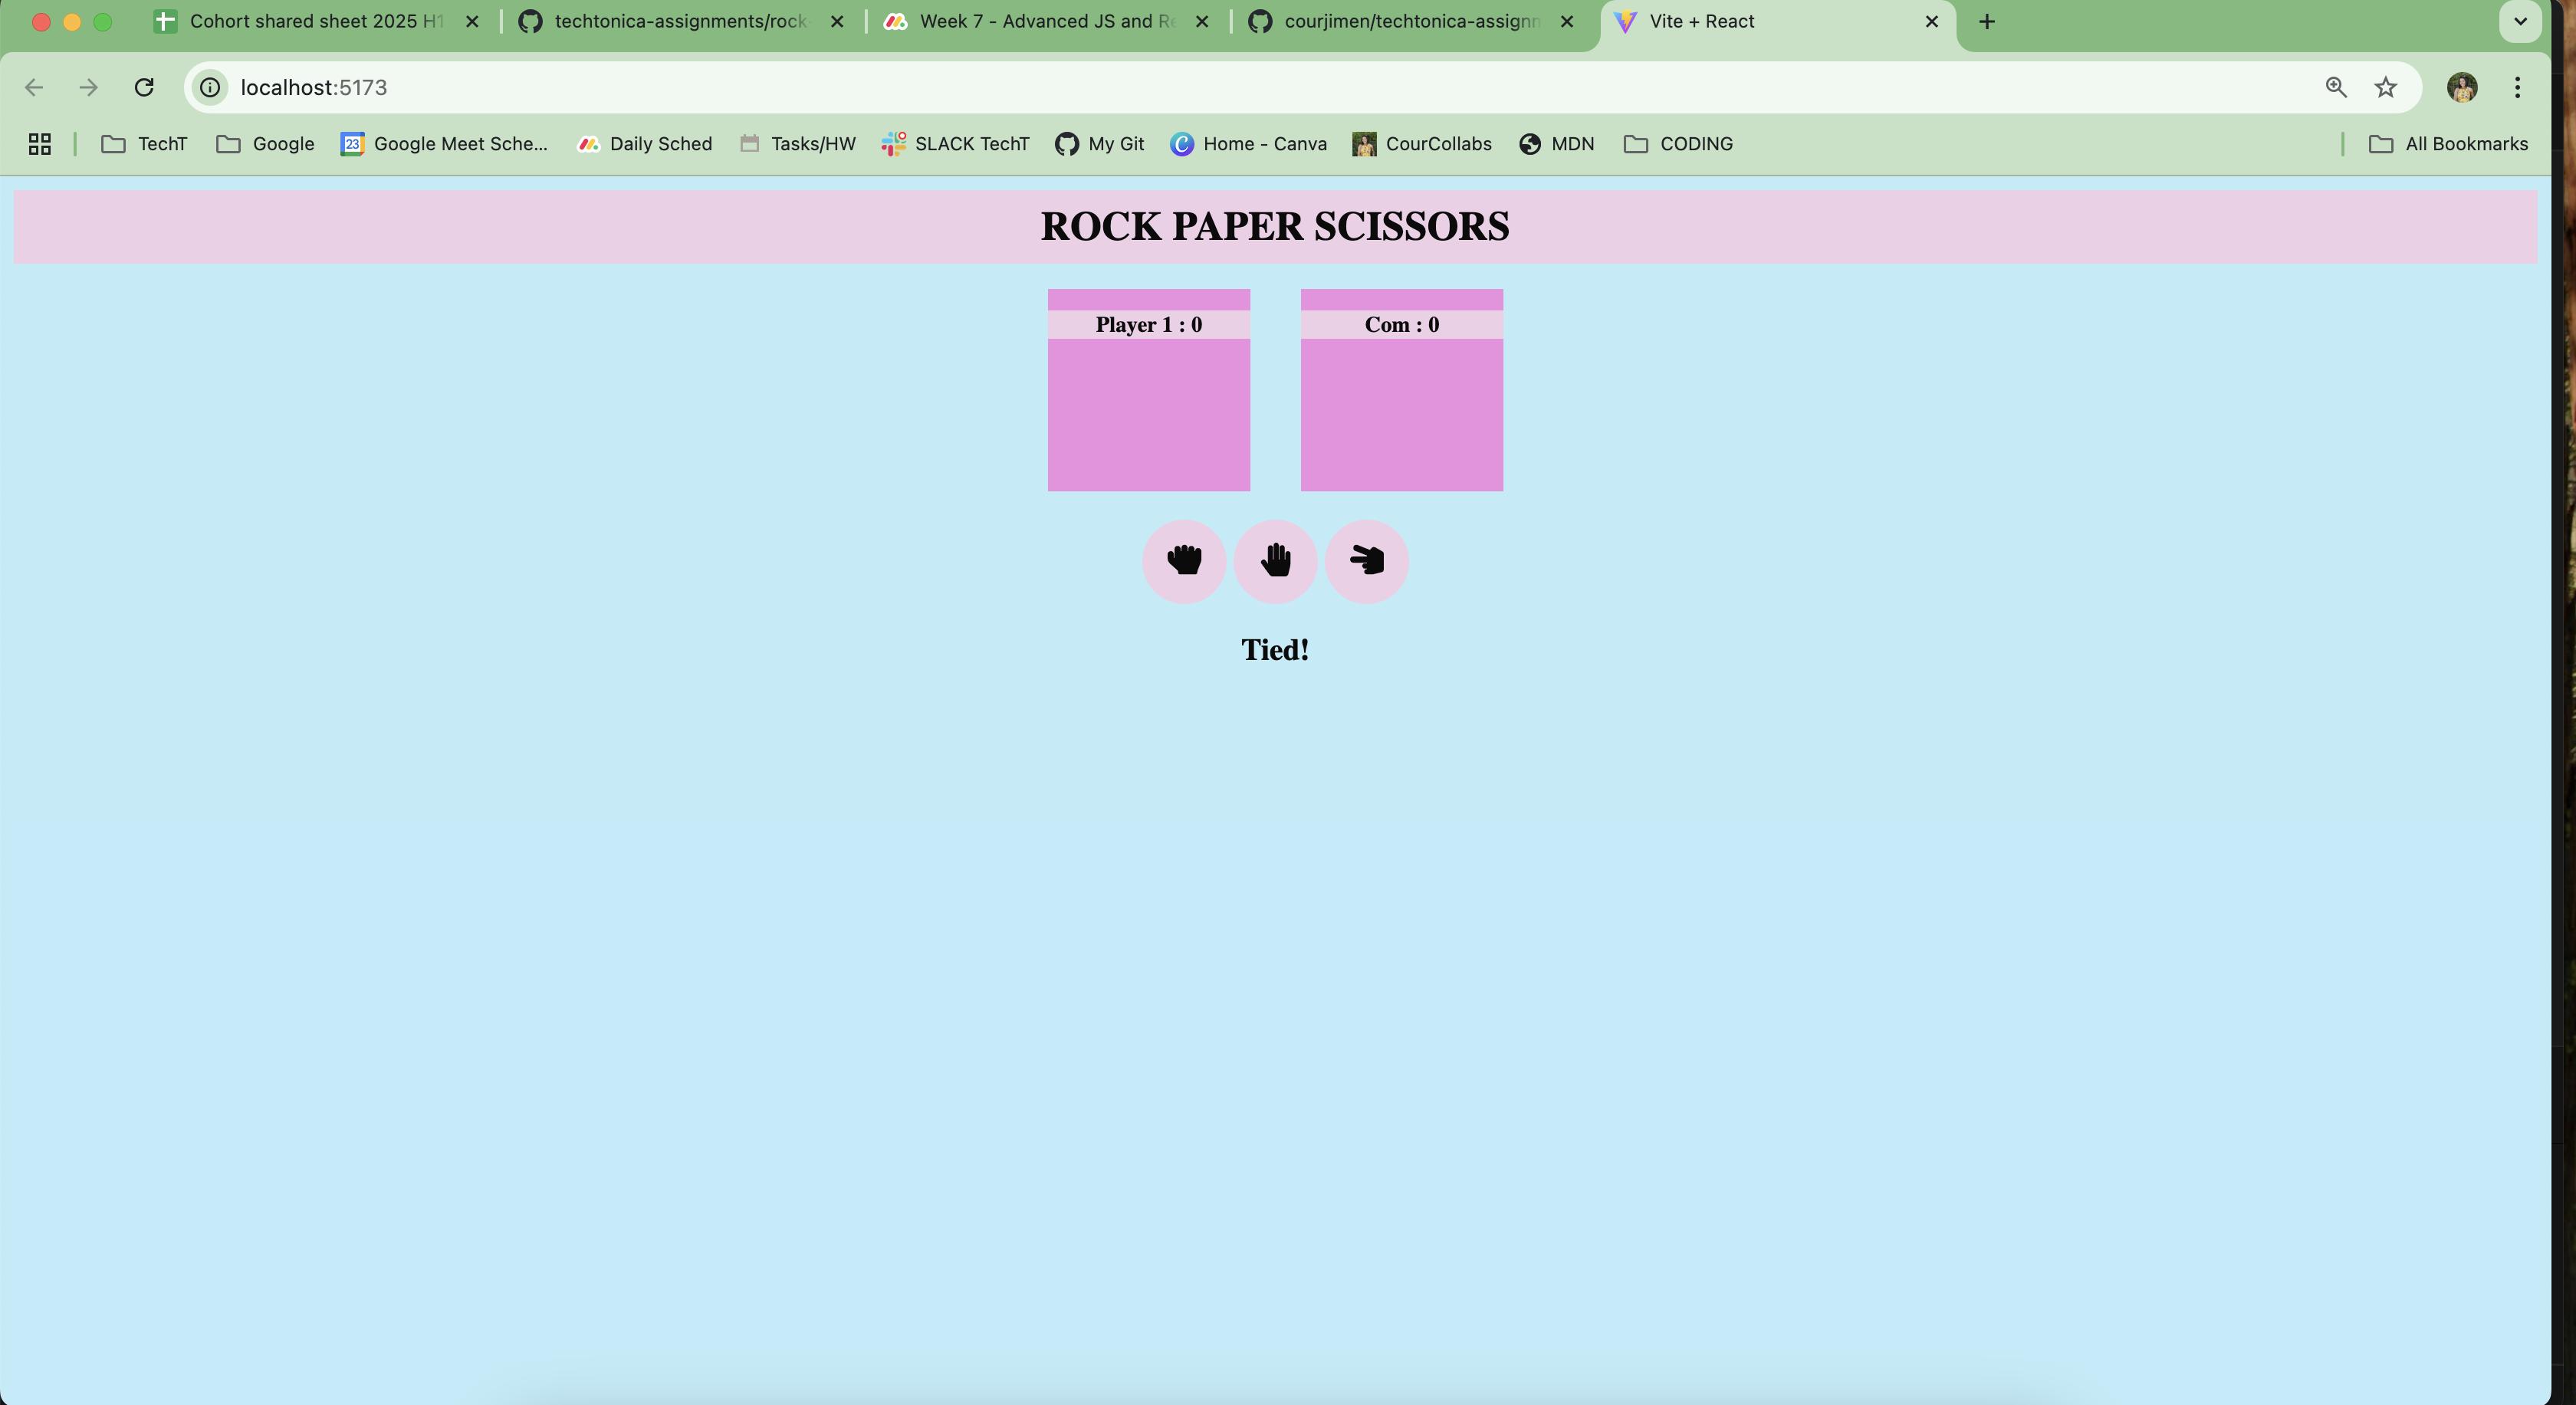 Cohort shared sheet 2025 H1
techtonica-assignments/rock-
Week 7 - Advanced JS and Re
courjimen/techtonica-assignm
Vite + React
localhost:5173
TechT
Google
23
Google Meet Sche...
Daily Sched
Tasks/HW
SLACK TechT
My Git
Home - Canva
CourCollabs
MDN
CODING
All Bookmarks
ROCK PAPER SCISSORS
Player 1 : 0
Com : 0
Tied!